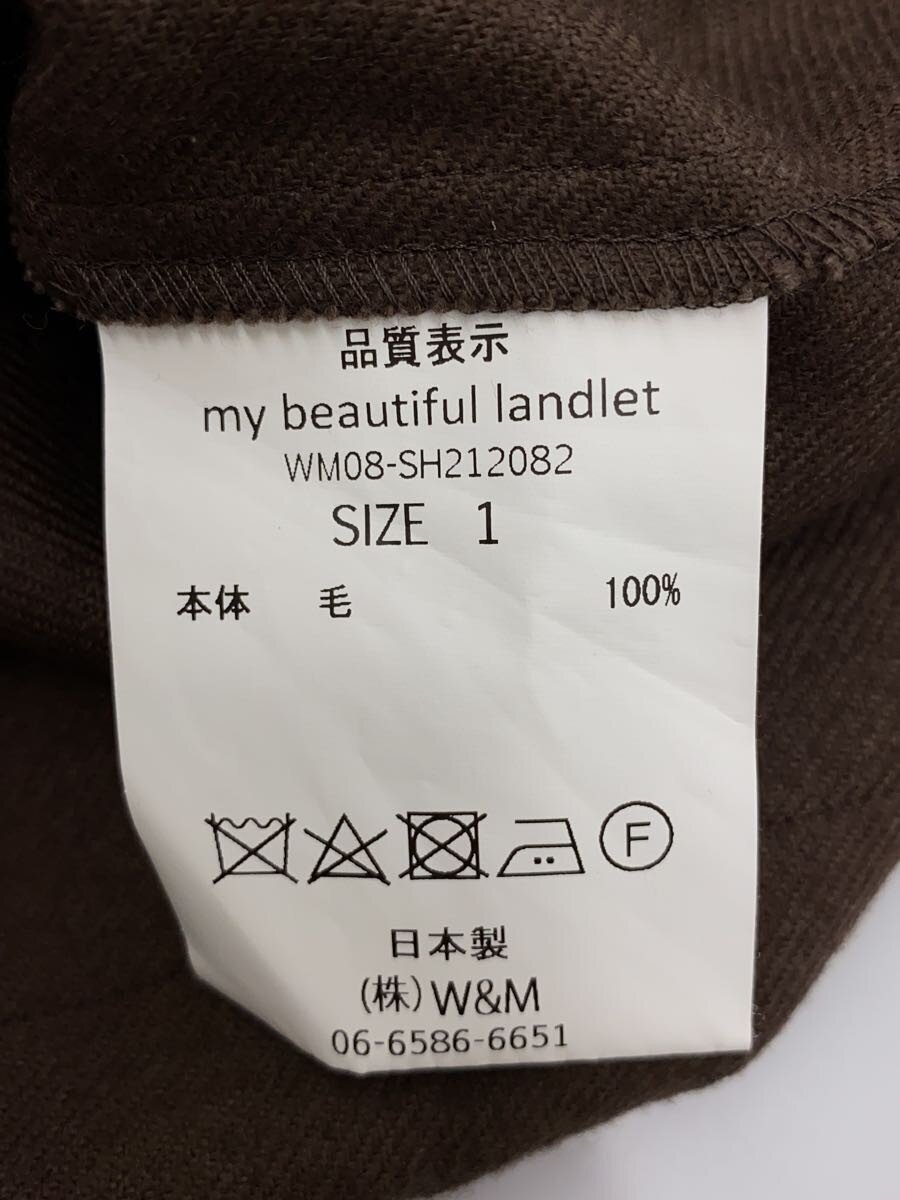 品質表示
my beautiful landlet
WM08-SH212082
SIZE 1
本体 毛 100%
F
日本製
(株)W&M
06-6586-6651